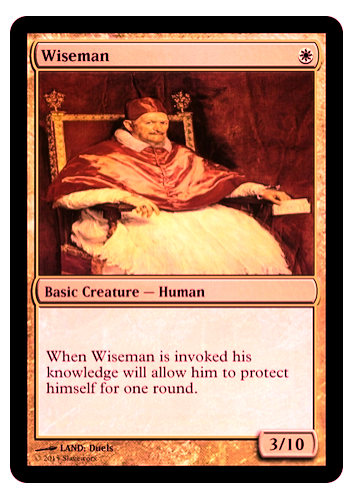 Wiseman
Basic Creature — Human
When Wiseman is invoked his
knowledge will allow him to protect
himself for one round.
3/10
LAND: Duels
© 2015